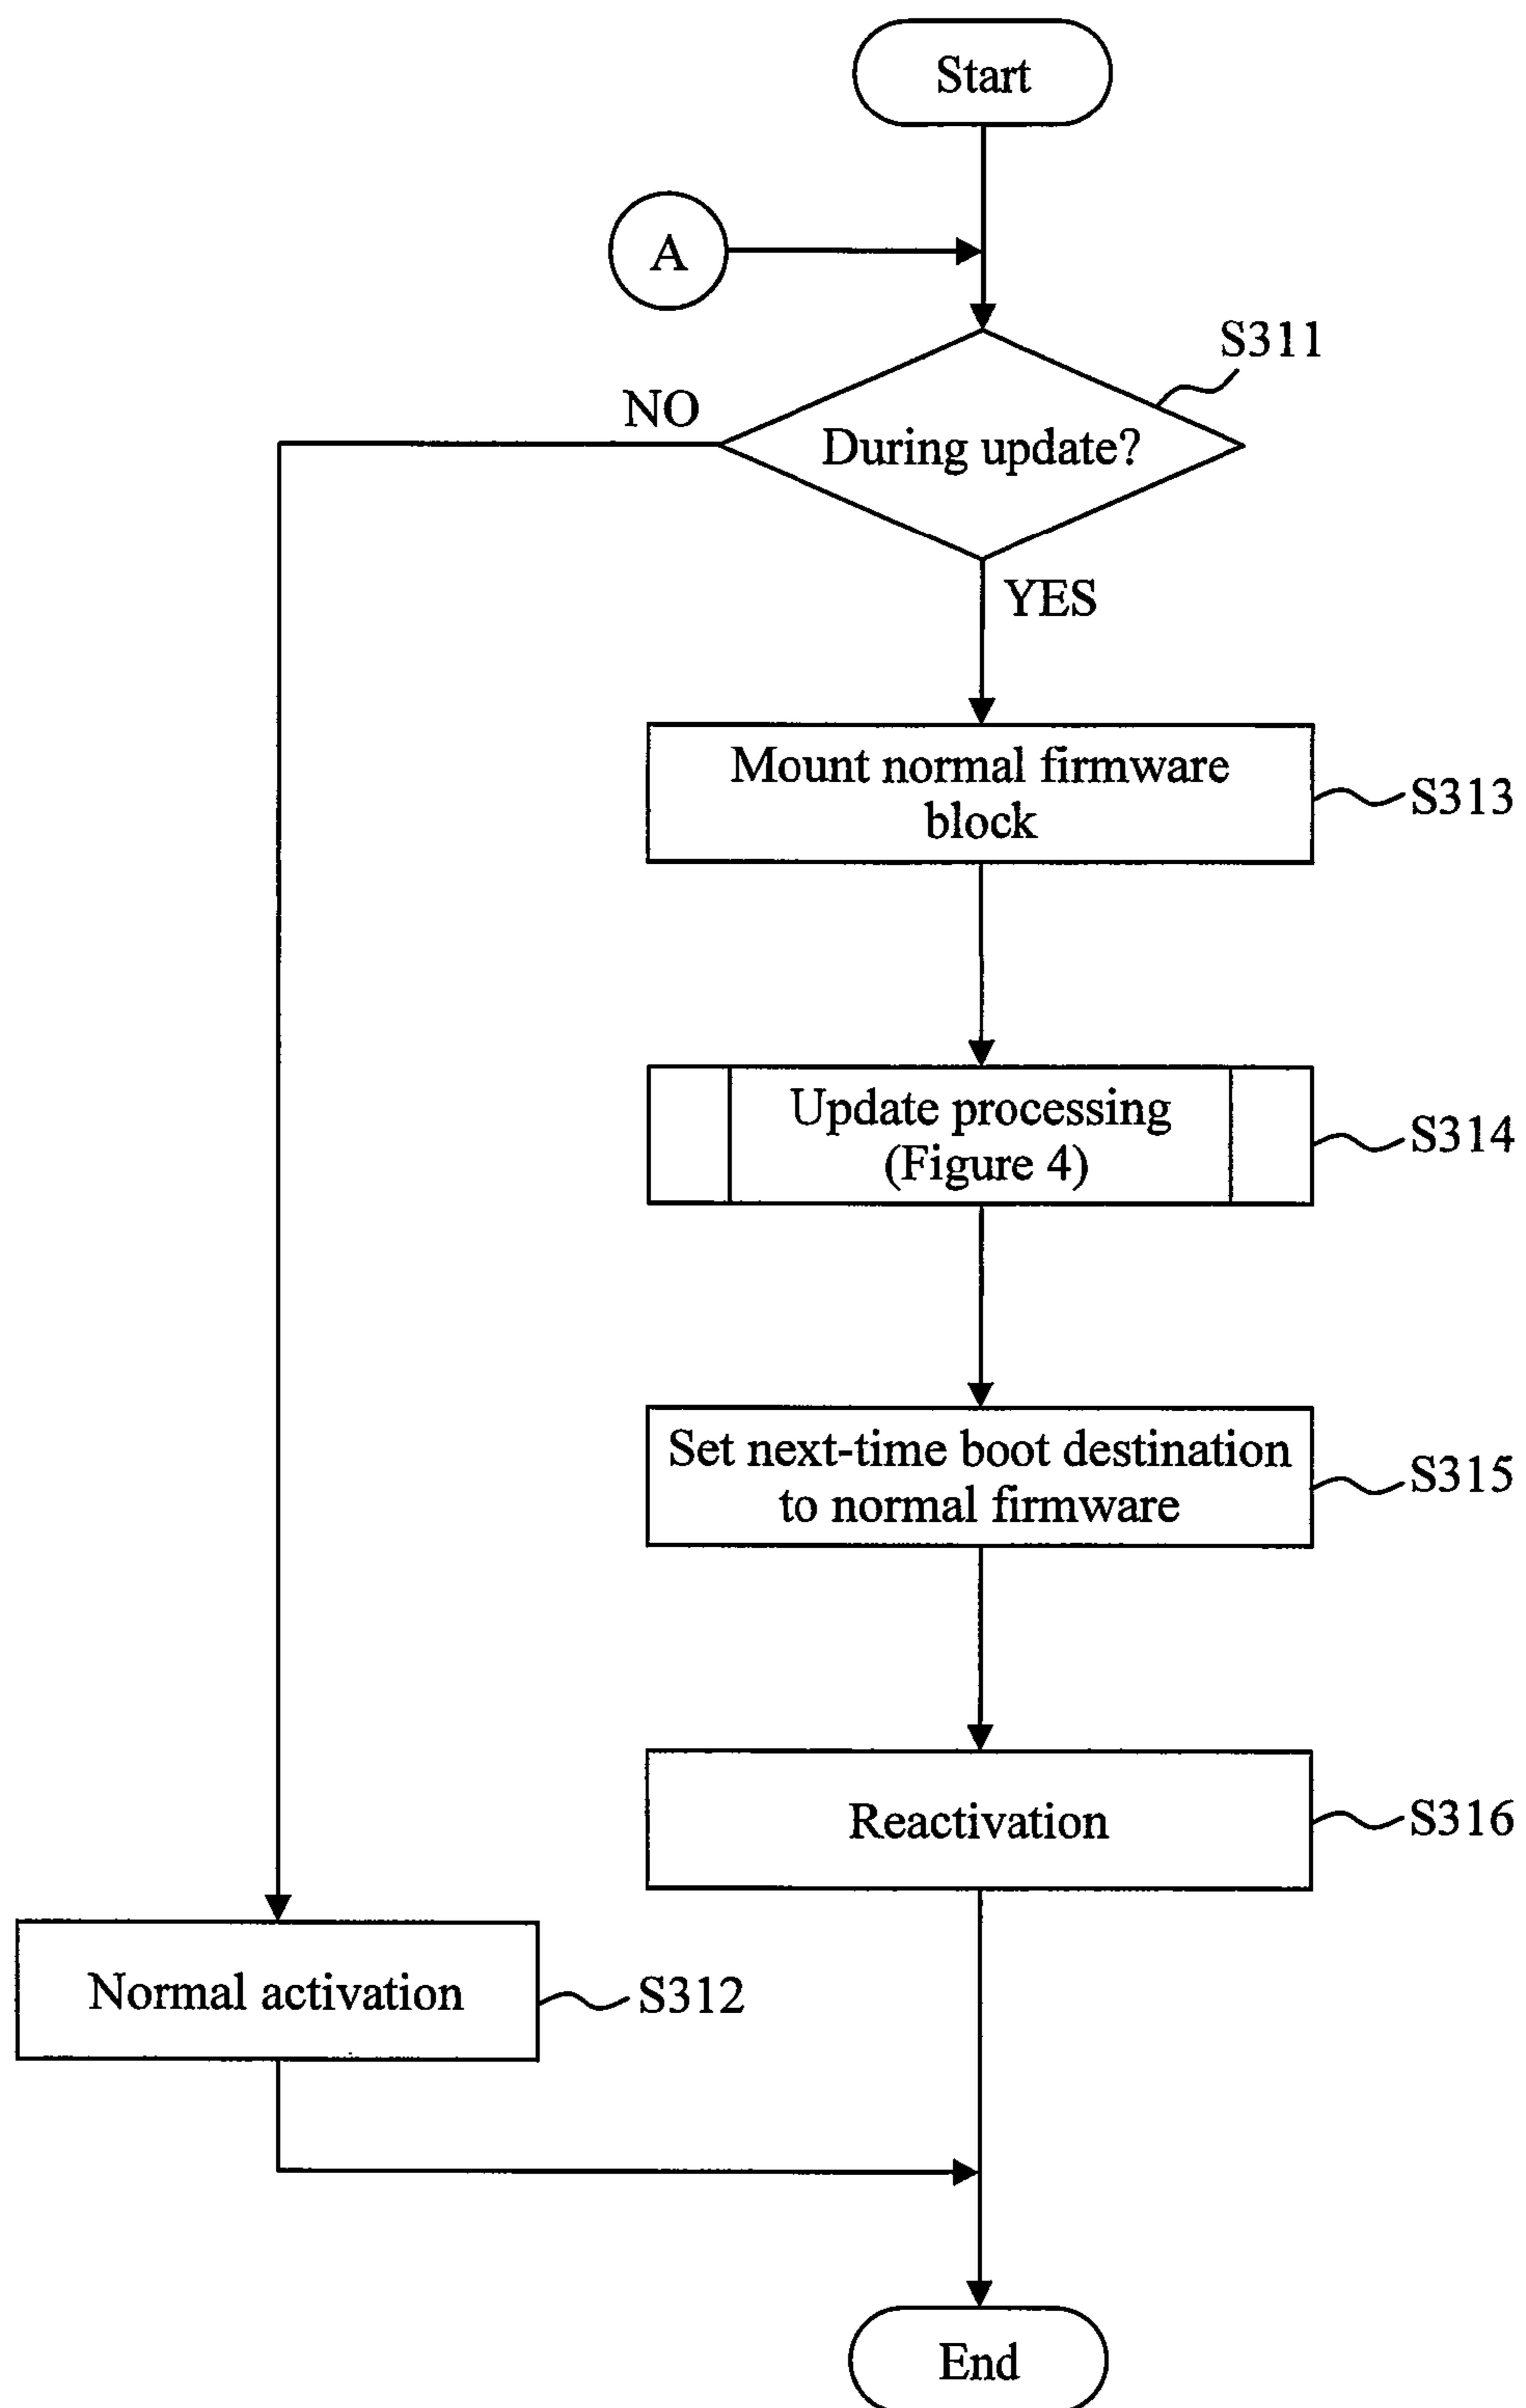 Start
A
S311
NO
During update?
YES
Mount normal firmware
block
S313
Update processing
(Figure 4)
S314
Set next-time boot destination
to normal firmware
S315
Reactivation
S316
Normal activation
S312
End